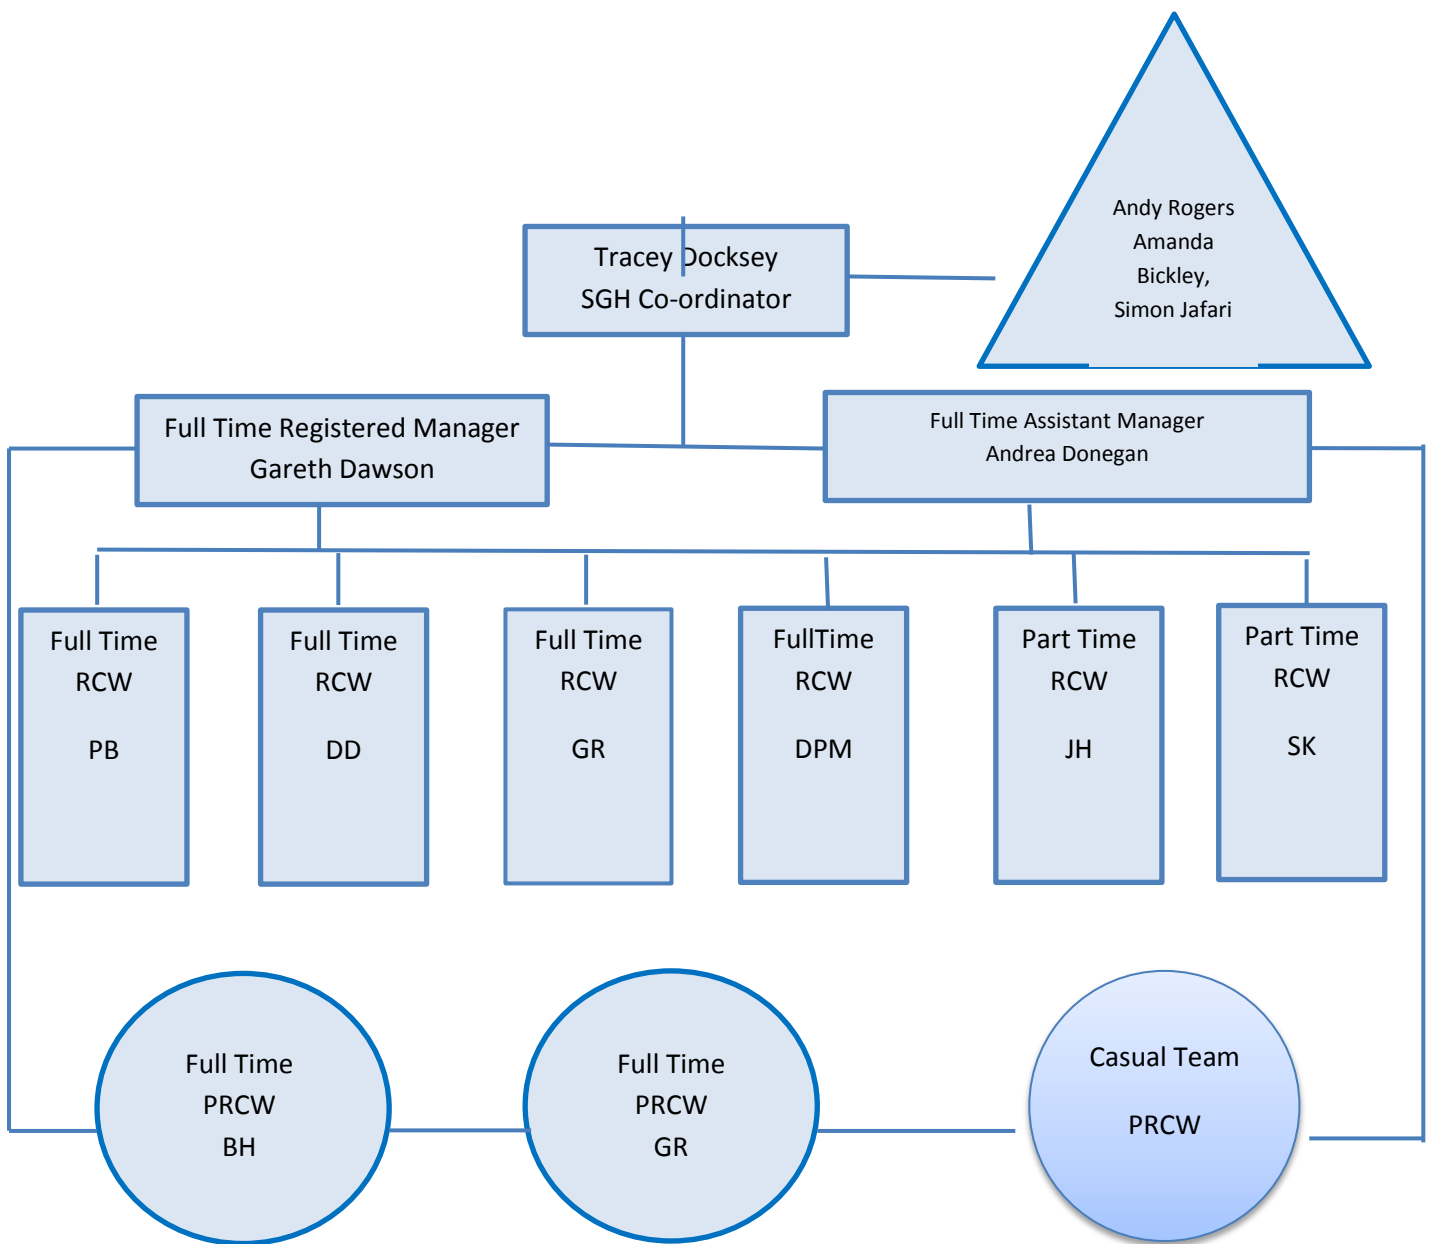 Andy Rogers
Amanda
Bickley,
Simon Jafari
Tracey Docksey
SGH Co-ordinator
Full Time Registered Manager
Gareth Dawson
Full Time Assistant Manager
Andrea Donegan
Full Time
RCW
PB
Full Time
RCW
DD
Full Time
RCW
GR
FullTime
RCW
DPM
Part Time
RCW
JH
Part Time
RCW
SK
Full Time
PRCW
BH
Full Time
PRCW
GR
Casual Team
PRCW